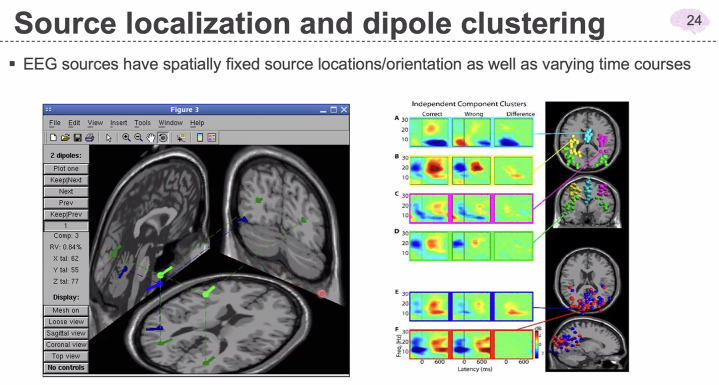 Source localization and dipole clustering
24
▪ EEG sources have spatially fixed source locations/orientation as well as varying time courses
Figure 3
File Edit View Insert Tools Window Help
2 dipoles:
Plot one
Keep|Next
Next
Prev
Keep|Prev
1
Comp: 3
RV: 0.84%
X tal: 62
Y tal: 55
Z tal: 77
Display:
Mesh on
Loose view
Sagittal view
Coronal view
Top view
No controls
Independent Component Clusters
Correct Wrong Difference
A
30
20
10
B
30
20
10
C
30
20
10
D
30
20
10
E
30
20
10
F
30
20
10
Freq. [Hz]
0 600 0 600 0 600
Latency (ms)